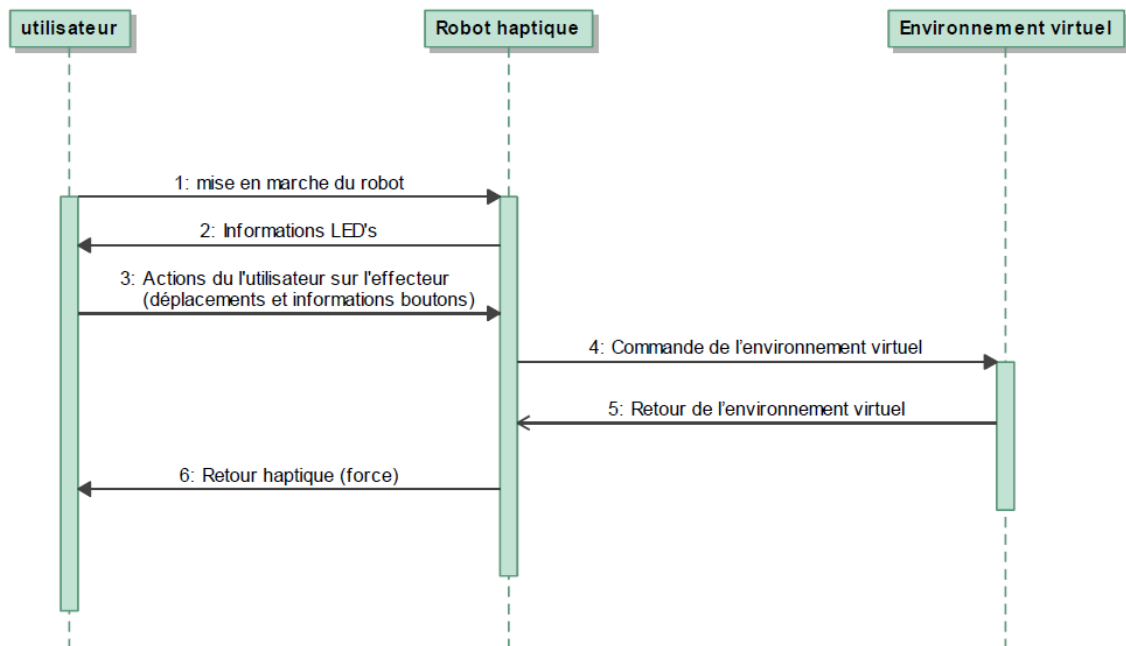 utilisateur
Robot haptique
Environnement virtuel
1: mise en marche du robot
2: Informations LED's
3: Actions du l'utilisateur sur l'effecteur
(déplacements et informations boutons)
4: Commande de l’environnement virtuel
5: Retour de l’environnement virtuel
6: Retour haptique (force)